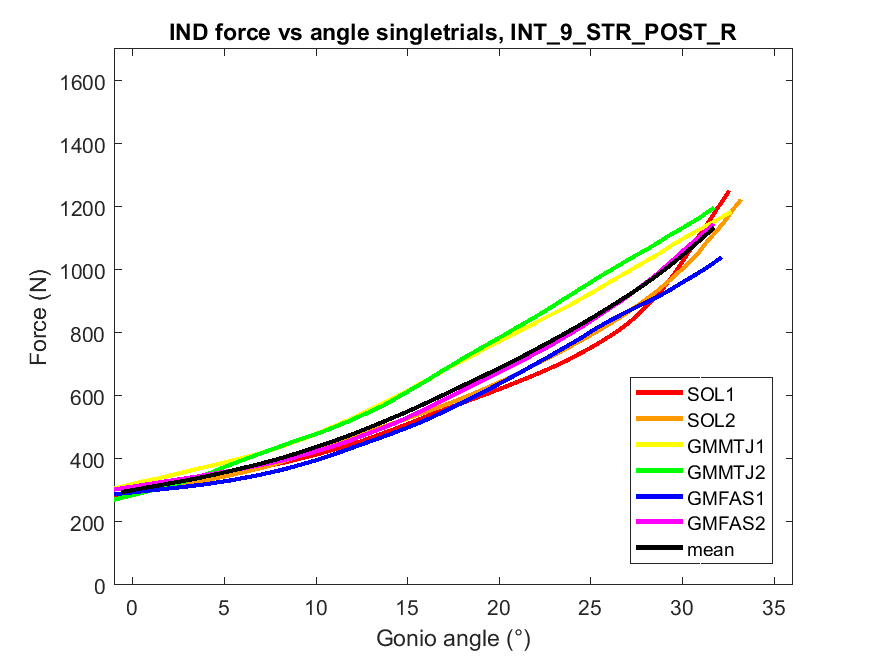 IND force vs angle singletrials, INT_9_STR_POST_R
1600
1400
1200
1000
800
600
400
200
0
Force (N)
0 5 10 15 20 25 30 35
Gonio angle (°)
SOL1
SOL2
GMMTJ1
GMMTJ2
GMFAS1
GMFAS2
mean